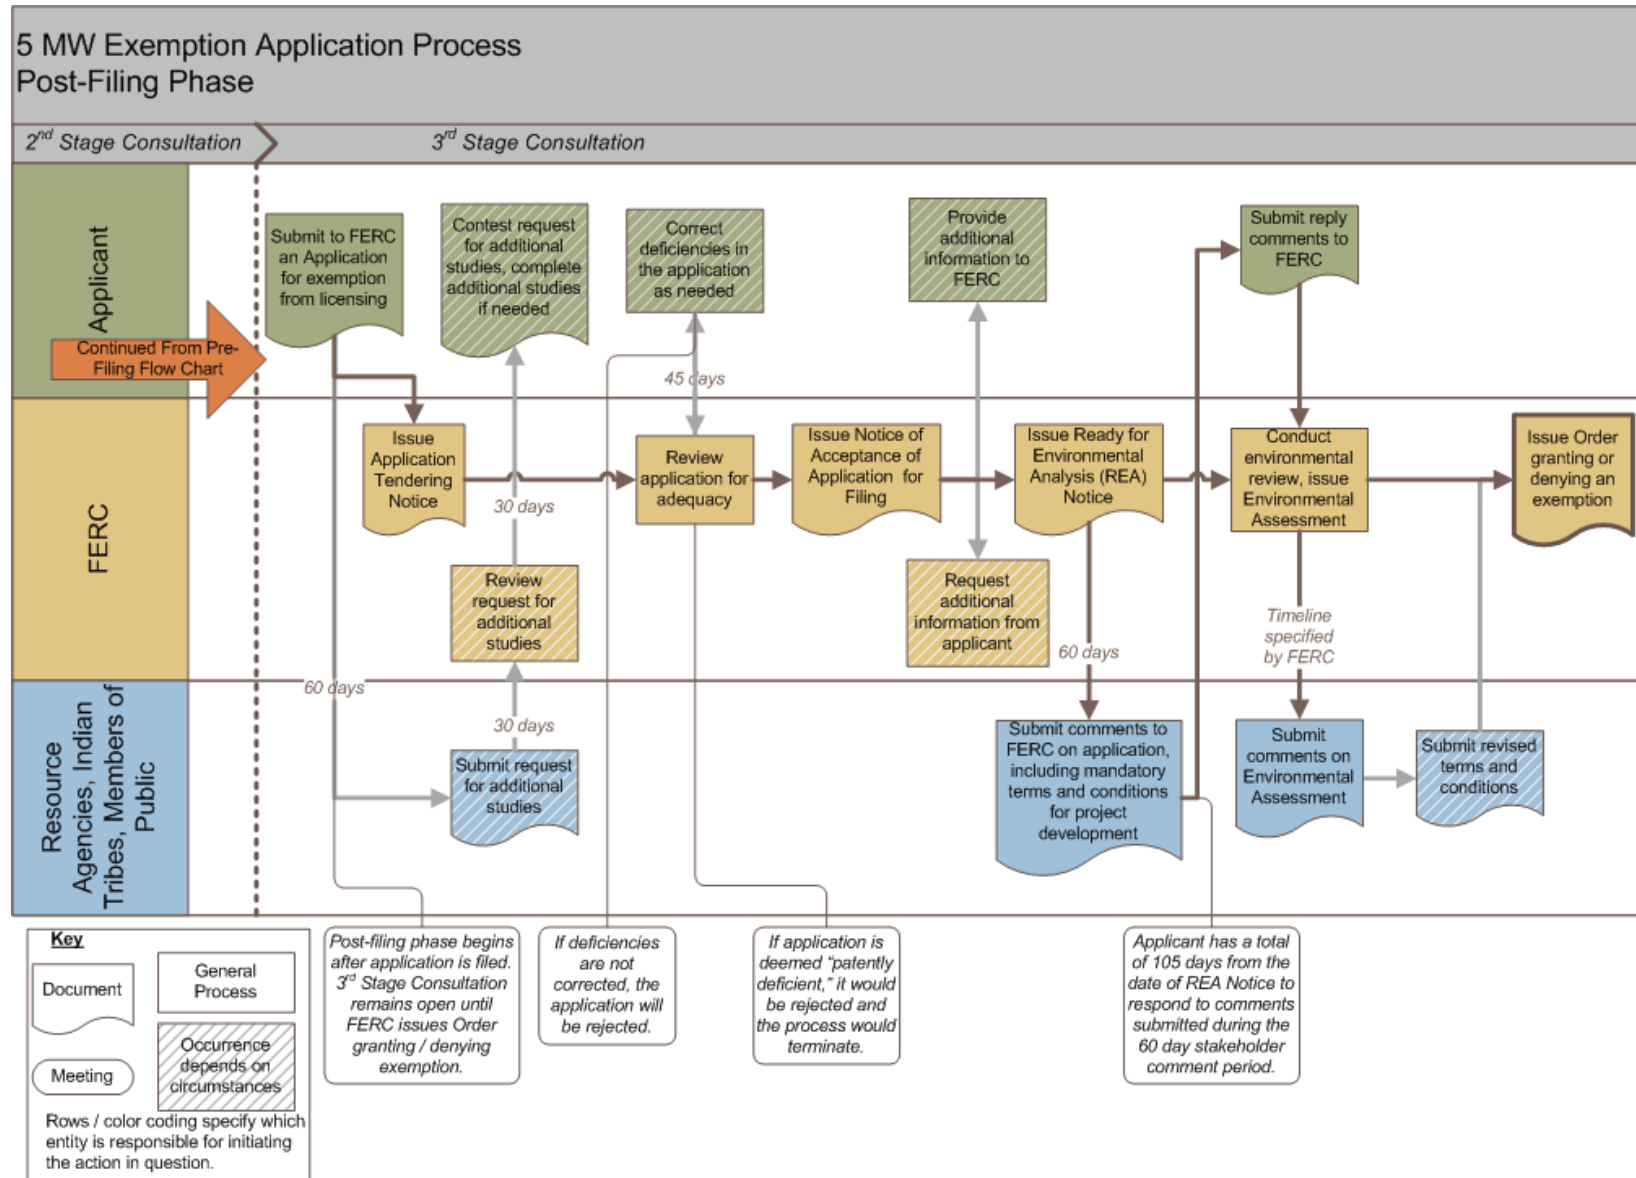 5 MW Exemption Application Process
Post-Filing Phase
2nd Stage Consultation
3rd Stage Consultation
Applicant
Continued From Pre-
Filing Flow Chart
Submit to FERC
an Application
for exemption
from licensing
Contest request
for additional
studies, complete
additional studies
if needed
Correct
deficiencies in
the application
as needed
Provide
additional
information to
FERC
Submit reply
comments to
FERC
45 days
FERC
Issue
Application
Tendering
Notice
30 days
Review
request for
additional
studies
Review
application for
adequacy
Issue Notice of
Acceptance of
Application for
Filing
Issue Ready for
Environmental
Analysis (REA)
Notice
Request
additional
information from
applicant
60 days
Conduct
environmental
review, issue
Environmental
Assessment
Timeline
specified
by FERC
Issue Order
granting or
denying an
exemption
Resource
Agencies, Indian
Tribes, Members of
Public
60 days
30 days
Submit request
for additional
studies
Submit comments to
FERC on application,
including mandatory
terms and conditions
for project
development
Submit
comments on
Environmental
Assessment
Submit revised
terms and
conditions
Key
Document
General
Process
Meeting
Occurrence
depends on
circumstances
Rows / color coding specify which
entity is responsible for initiating
the action in question.
Post-filing phase begins
after application is filed.
3rd Stage Consultation
remains open until
FERC issues Order
granting / denying
exemption.
If deficiencies
are not
corrected, the
application will
be rejected.
If application is
deemed "patently
deficient," it would
be rejected and
the process would
terminate.
Applicant has a total
of 105 days from the
date of REA Notice to
respond to comments
submitted during the
60 day stakeholder
comment period.